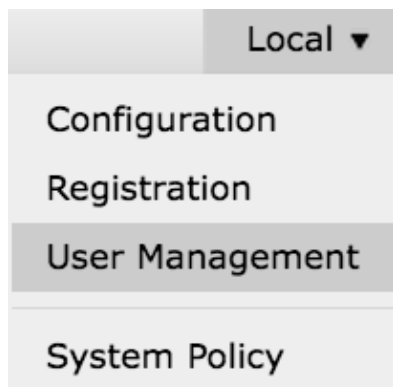 Local ▼
Configuration
Registration
User Management
System Policy